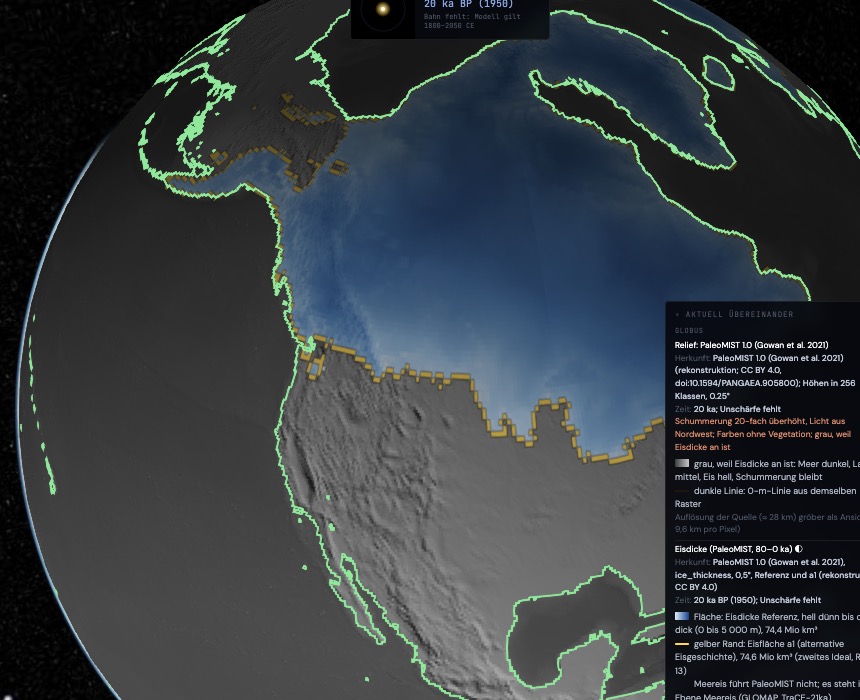 20 ka BP (1950)
Bahn fehlt: Modell gilt
1800–2050 CE
AKTUELL ÜBEREINANDER
GLOBUS
Relief: PaleoMIST 1.0 (Gowan et al. 2021)
Herkunft: PaleoMIST 1.0 (Gowan et al. 2021)
(rekonstruktion; CC BY 4.0,
doi:10.1594/PANGAEA.905800); Höhen in 256
Klassen, 0.25°
Zeit: 20 ka; Unschärfe fehlt
Schummerung 20-fach überhöht, Licht aus
Nordwest; Farben ohne Vegetation; grau, weil
Eisdicke an ist
grau, weil Eisdicke an ist: Meer dunkel, La
mittel, Eis hell, Schummerung bleibt
dunkle Linie: 0-m-Linie aus demselben
Raster
Auflösung der Quelle (≈ 28 km) gröber als Ansic
9,6 km pro Pixel)
Eisdicke (PaleoMIST, 80–0 ka)
Herkunft: PaleoMIST 1.0 (Gowan et al. 2021),
ice_thickness, 0,5°, Referenz und a1 (rekonstru
CC BY 4.0)
Zeit: 20 ka BP (1950); Unschärfe fehlt
Fläche: Eisdicke Referenz, hell dünn bis d
dick (0 bis 5 000 m), 74,4 Mio km³
gelber Rand: Eisfläche a1 (alternative
Eisgeschichte), 74,6 Mio km³ (zweites Ideal, R
13)
Meereis führt PaleoMIST nicht; es steht i
Ebene Meereis (GLOMAP, TraCE-21ka)